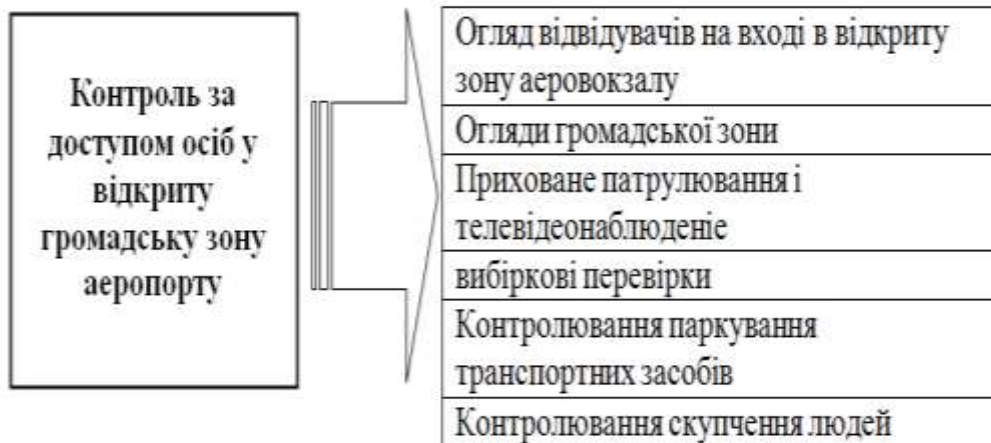 Контроль за
доступом осіб у
відкриту
громадську зону
аеропорту
Огляд відвідувачів на вході в відкриту
зону аеровокзалу
Огляди громадської зони
Приховане патрулювання і
телевідеонаблюденіе
вибіркові перевірки
Контролювання паркування
транспортних засобів
Контролювання скупчення людей